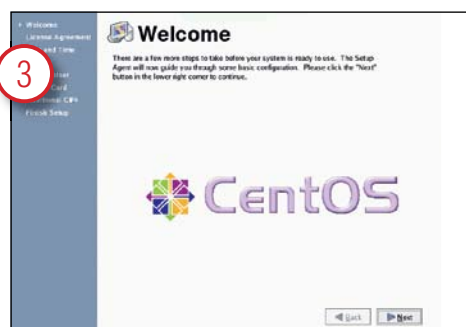 Welcome
License Agreement
and Time
3
Card
Finish Setup
Welcome
There are a few more steps to take before your system is ready to use. The Setup
Agent will now guide you through some basic configuration. Please click the "Next"
button in the lower right corner to continue.
CentOS
Back
Next